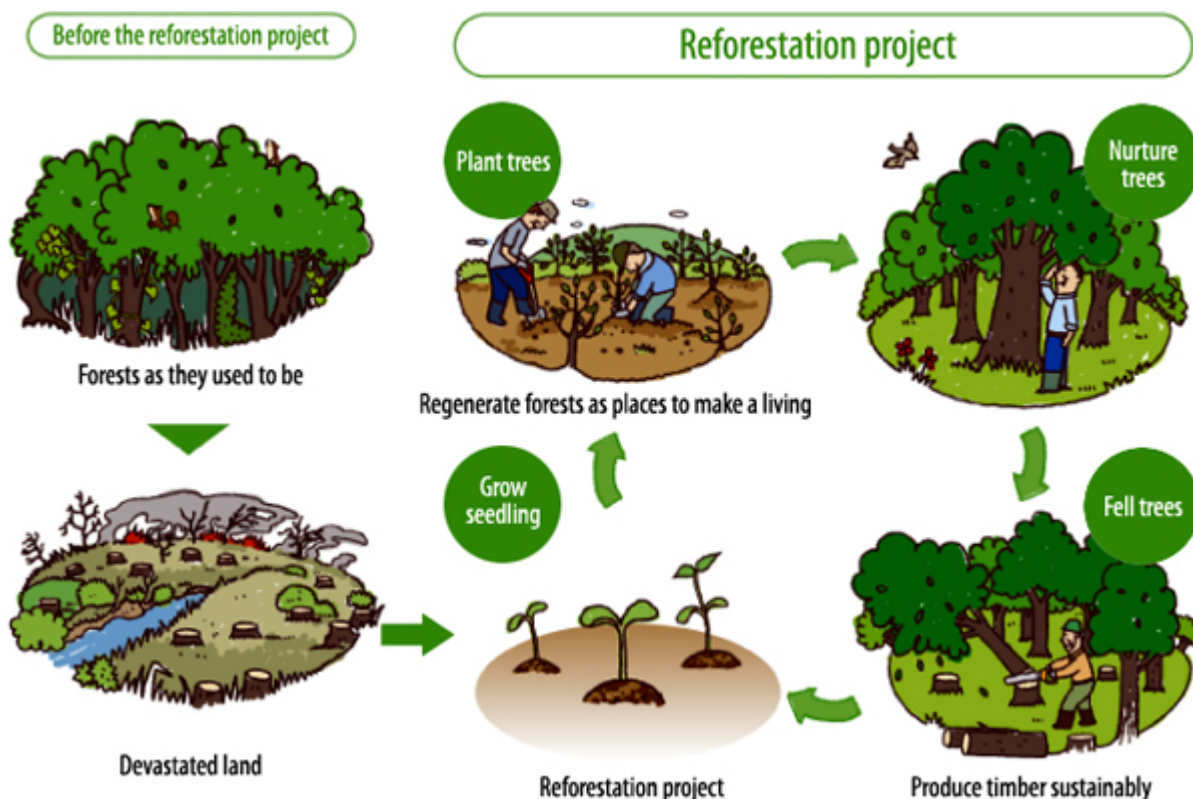 Before the reforestation project
Reforestation project
Forests as they used to be
Devastated land
Plant trees
Regenerate forests as places to make a living
Nurture
trees
Grow
seedling
Reforestation project
Fell trees
Produce timber sustainably